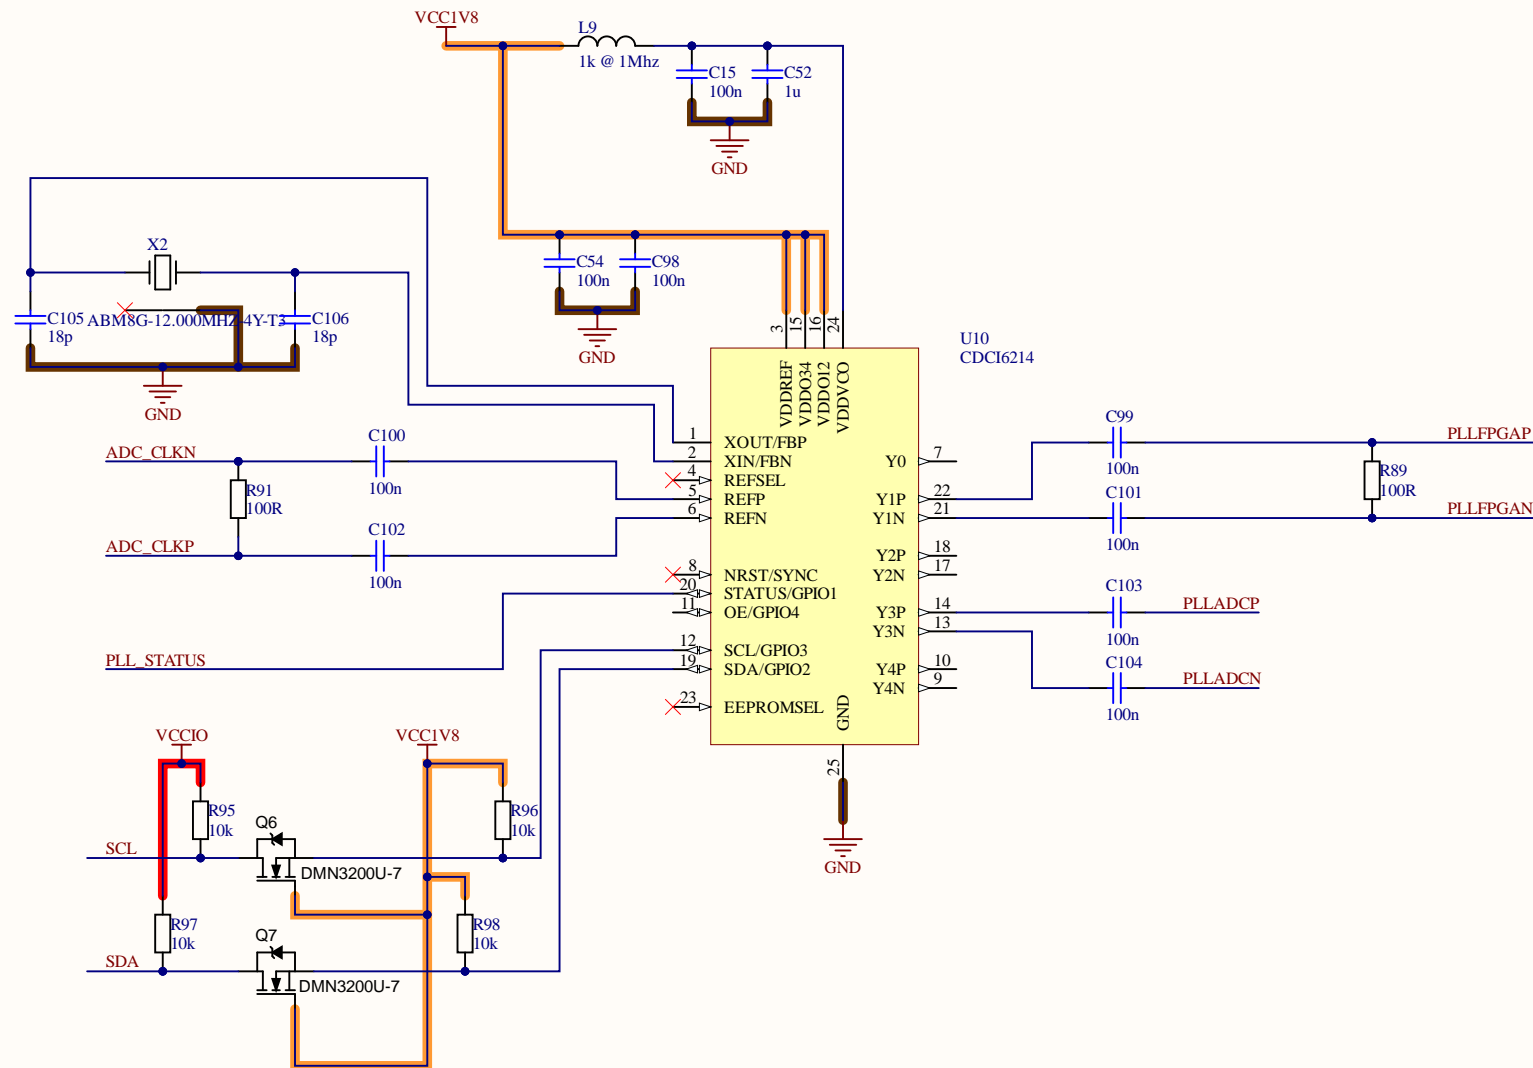 VCC1V8
L9
1k @ 1Mhz
C15
100n
C52
1u
GND
X2
C54
100n
C98
100n
C105
18p
ABM8G-12.000MHZ-4Y-T3
C106
18p
GND
GND
3
15
16
24
U10
CDCI6214
VDDREF
VDDO34
VDDO12
VDDVCO
ADC_CLKN
C100
100n
R91
100R
ADC_CLKP
C102
100n
1 XOUT/FBP
2 XIN/FBN
4 REFSEL
5 REFP
6 REFN
8 NRST/SYNC
20 STATUS/GPIO1
11 OE/GPIO4
12 SCL/GPIO3
19 SDA/GPIO2
23 EEPROMSEL
Y0 7
Y1P 22
Y1N 21
Y2P 18
Y2N 17
Y3P 14
Y3N 13
Y4P 10
Y4N 9
GND
25
GND
C99
100n
PLLFPGAP
R89
100R
C101
100n
PLLFPGAN
C103
100n
PLLADCP
C104
100n
PLLADCN
PLL_STATUS
VCCIO
VCC1V8
R95
10k
R96
10k
SCL
Q6
DMN3200U-7
R97
10k
R98
10k
SDA
Q7
DMN3200U-7